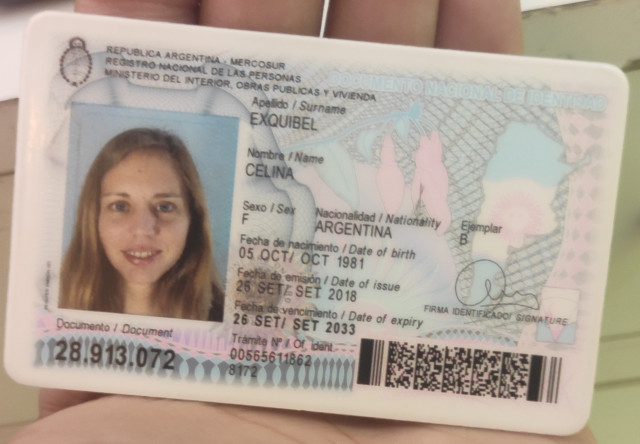 REPUBLICA ARGENTINA - MERCOSUR
REGISTRO NACIONAL DE LAS PERSONAS
MINISTERIO DEL INTERIOR, OBRAS PUBLICAS Y VIVIENDA
DOCUMENTO NACIONAL DE IDENTIDAD
Apellido / Surname
EXQUIBEL
Nombre / Name
CELINA
Sexo / Sex
F
Nacionalidad / Nationality
ARGENTINA
Ejemplar
B
Fecha de nacimiento / Date of birth
05 OCT/ OCT 1981
Fecha de emisión / Date of issue
26 SET/ SET 2018
Fecha de vencimiento / Date of expiry
26 SET/ SET 2033
FIRMA IDENTIFICADO/ SIGNATURE
Documento / Document
28.913.072
Trámite Nº / Of. ident.
00565611862
8172